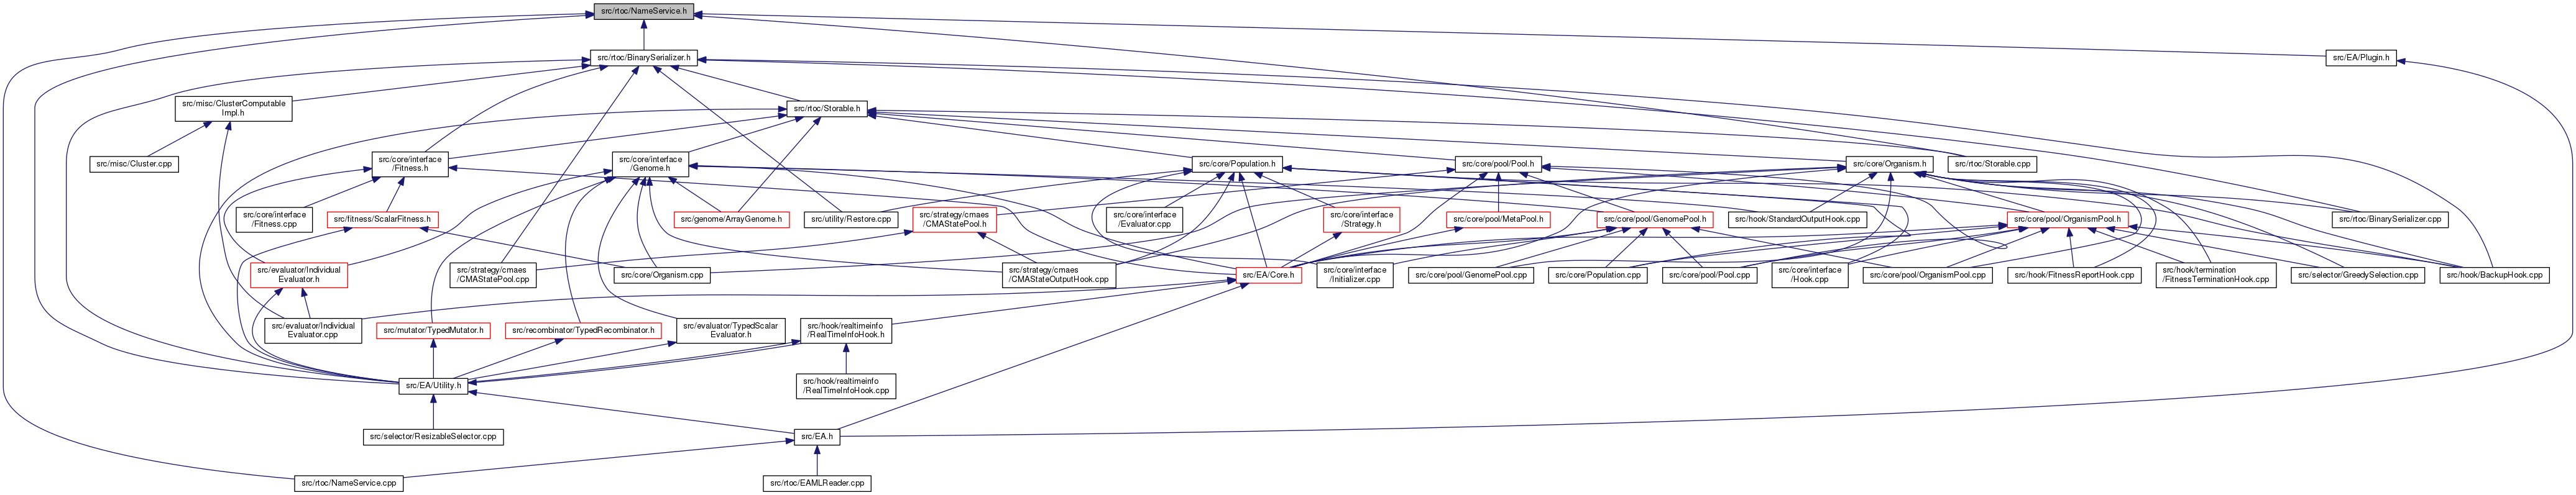 src/rtoc/NameService.h
src/rtoc/BinarySerializer.h
src/EA/Plugin.h
src/misc/ClusterComputable
Impl.h
src/rtoc/Storable.h
src/misc/Cluster.cpp
src/core/interface
/Fitness.h
src/core/interface
/Genome.h
src/core/Population.h
src/core/pool/Pool.h
src/core/Organism.h
src/rtoc/Storable.cpp
src/core/interface
/Fitness.cpp
src/fitness/ScalarFitness.h
src/genome/ArrayGenome.h
src/utility/Restore.cpp
src/strategy/cmaes
/CMAStatePool.h
src/core/interface
/Evaluator.cpp
src/core/interface
/Strategy.h
src/core/pool/MetaPool.h
src/core/pool/GenomePool.h
src/hook/StandardOutputHook.cpp
src/core/pool/OrganismPool.h
src/rtoc/BinarySerializer.cpp
src/evaluator/Individual
Evaluator.h
src/strategy/cmaes
/CMAStatePool.cpp
src/core/Organism.cpp
src/strategy/cmaes
/CMAStateOutputHook.cpp
src/EA/Core.h
src/core/interface
/Initializer.cpp
src/core/pool/GenomePool.cpp
src/core/Population.cpp
src/core/pool/Pool.cpp
src/core/interface
/Hook.cpp
src/core/pool/OrganismPool.cpp
src/hook/FitnessReportHook.cpp
src/hook/termination
/FitnessTerminationHook.cpp
src/selector/GreedySelection.cpp
src/hook/BackupHook.cpp
src/evaluator/Individual
Evaluator.cpp
src/mutator/TypedMutator.h
src/recombinator/TypedRecombinator.h
src/evaluator/TypedScalar
Evaluator.h
src/hook/realtimeinfo
/RealTimeInfoHook.h
src/EA/Utility.h
src/hook/realtimeinfo
/RealTimeInfoHook.cpp
src/selector/ResizableSelector.cpp
src/EA.h
src/rtoc/NameService.cpp
src/rtoc/EAMLReader.cpp